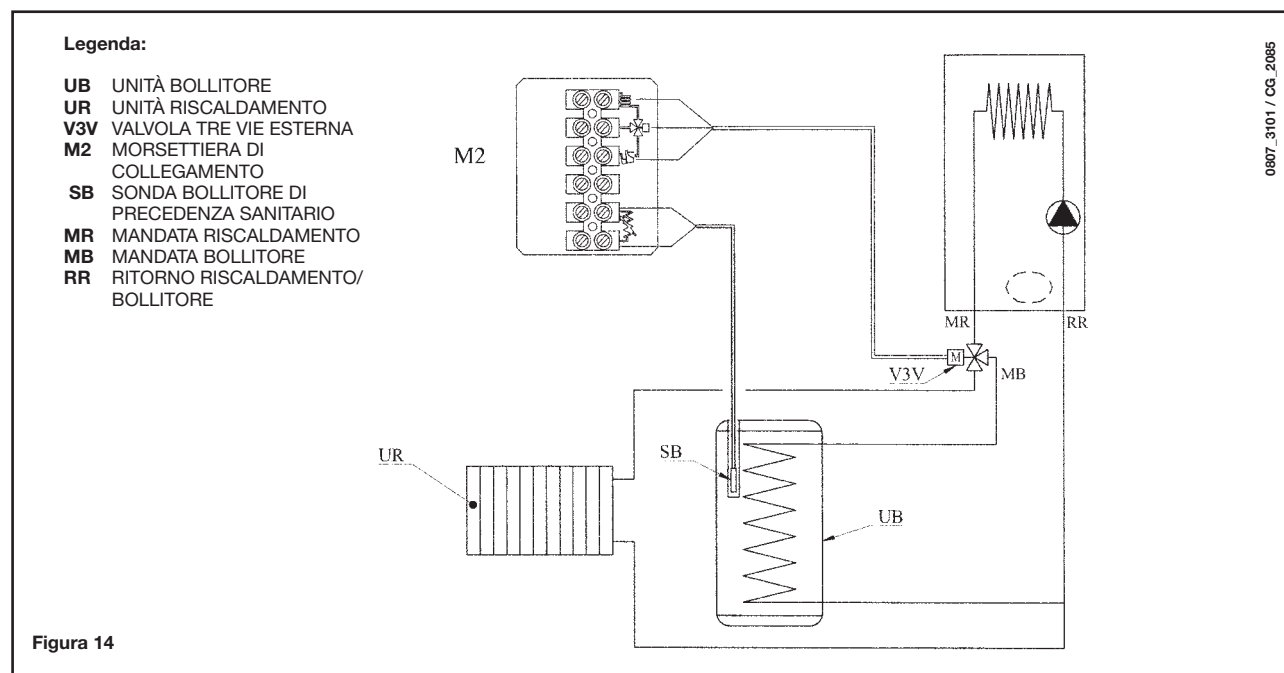 Legenda:
UB UNITÀ BOLLITORE
UR UNITÀ RISCALDAMENTO
V3V VALVOLA TRE VIE ESTERNA
M2 MORSETTIERA DI
COLLEGAMENTO
SB SONDA BOLLITORE DI
PRECEDENZA SANITARIO
MR MANDATA RISCALDAMENTO
MB MANDATA BOLLITORE
RR RITORNO RISCALDAMENTO/
BOLLITORE
M2
0807_3101 / CG_2085
MR
RR
M
V3V
MB
SB
UR
UB
Figura 14